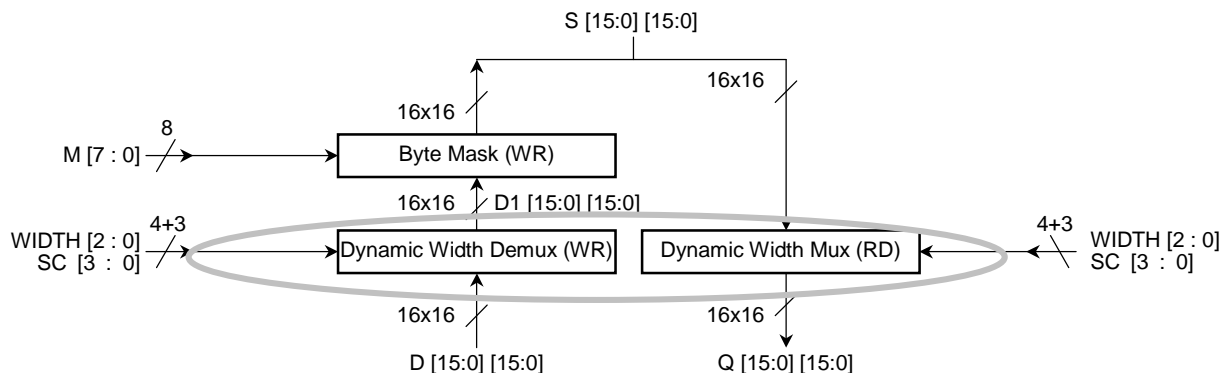 S [15:0] [15:0]
16x16
16x16
8
M [7 : 0]
Byte Mask (WR)
16x16
D1 [15:0] [15:0]
4+3
WIDTH [2 : 0]
SC [3 : 0]
Dynamic Width Demux (WR)
Dynamic Width Mux (RD)
4+3
WIDTH [2 : 0]
SC [3 : 0]
16x16
16x16
D [15:0] [15:0]
Q [15:0] [15:0]